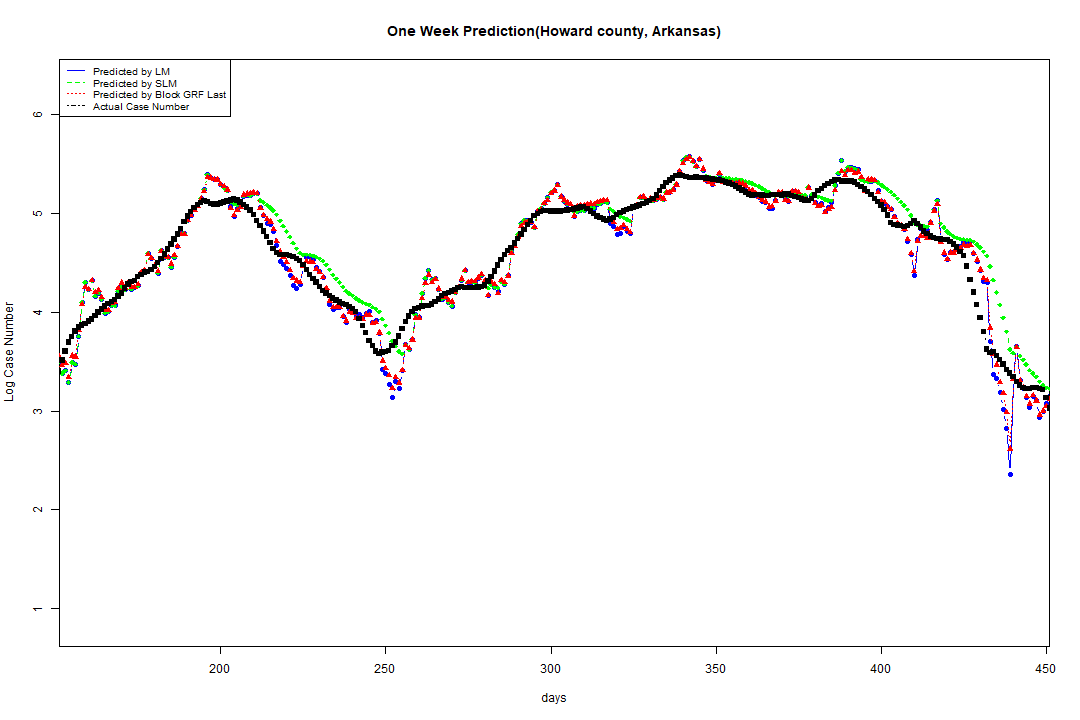 One Week Prediction(Howard county, Arkansas)
Predicted by LM
Predicted by SLM
Predicted by Block GRF Last
Actual Case Number
Log Case Number
6
5
4
3
2
1
200 250 300 350 400 450
days